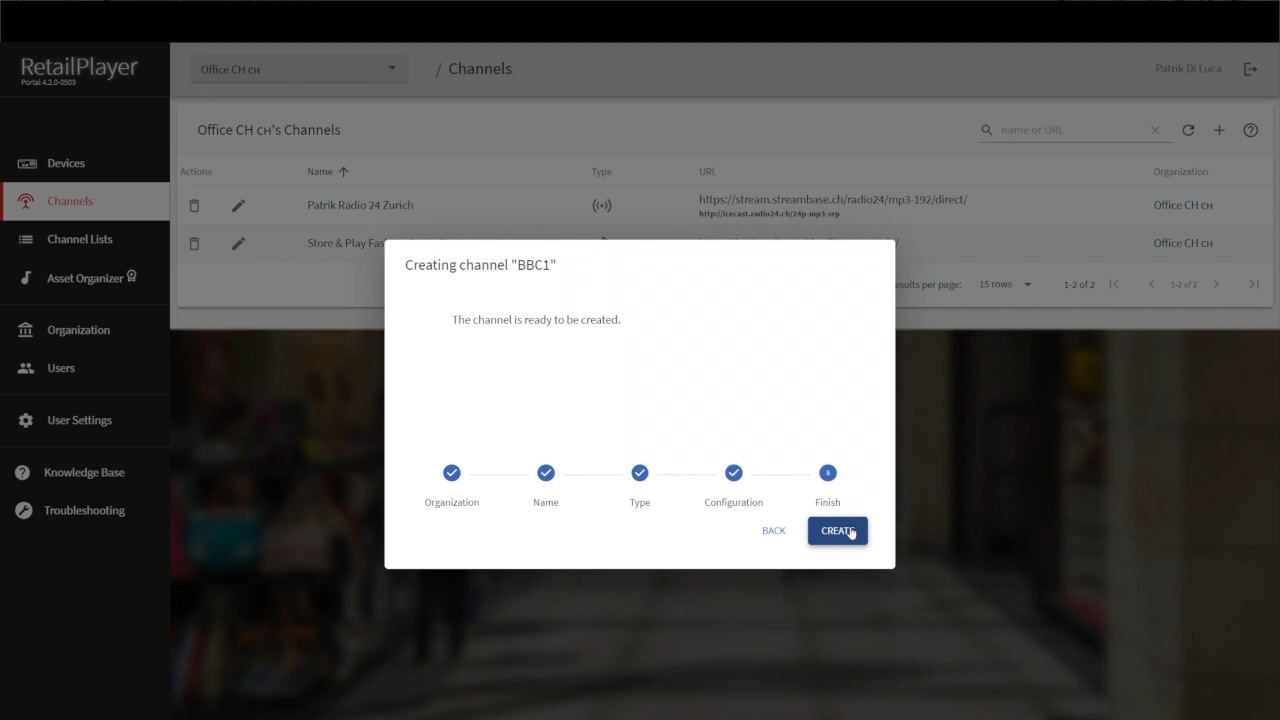 RetailPlayer
Portal 4.2.0-0503
Office CH CH
/ Channels
Patrik Di Luca
Devices
Channels
Channel Lists
Asset Organizer
Organization
Users
User Settings
Knowledge Base
Troubleshooting
Office CH CH's Channels
name or URL
Actions
Name
Type
URL
Organization
Patrik Radio 24 Zurich
https://stream.streambase.ch/radio24/mp3-192/direct/
http://icecast.radio24.ch/24p-mp3-srp
Office CH CH
Store & Play
Office CH CH
per page:
15 rows
1-2 of 2
1-2 of 2
Creating channel "BBC1"
The channel is ready to be created.
5
Organization
Name
Type
Configuration
Finish
BACK
CREATE